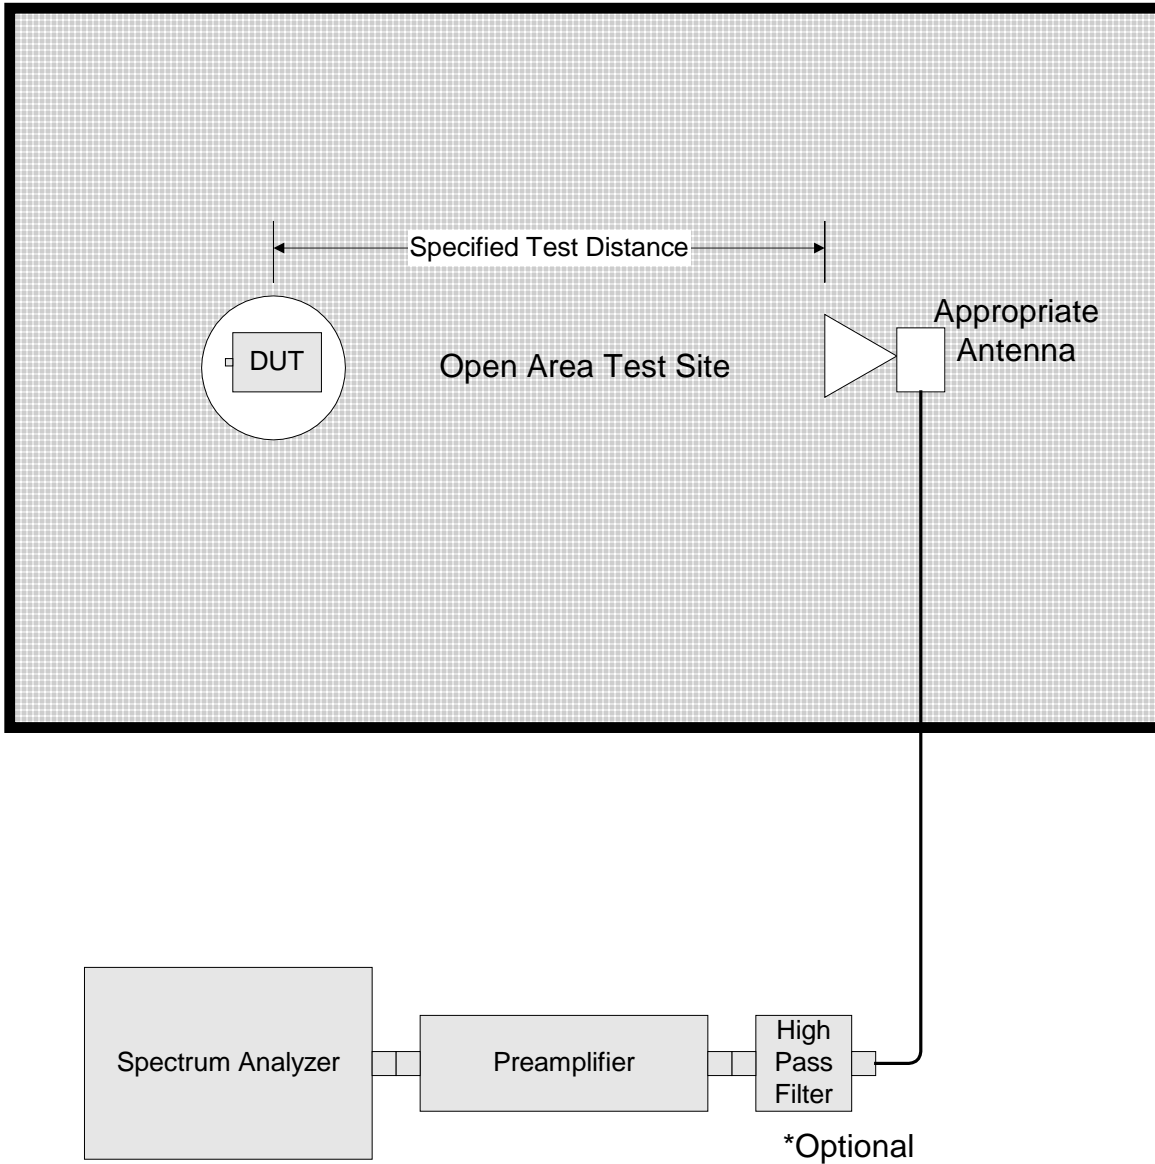 Specified Test Distance
Appropriate
Antenna
DUT
Open Area Test Site
Spectrum Analyzer
Preamplifier
High
Pass
Filter
*Optional